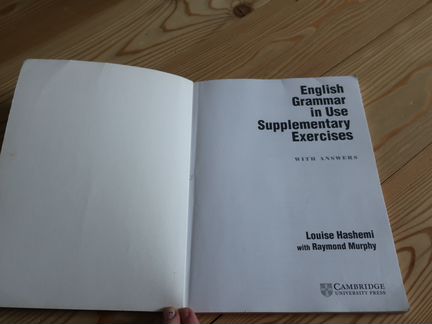 English
Grammar
in Use
Supplementary
Exercises
WITH ANSWERS
Louise Hashemi
with Raymond Murphy
CAMBRIDGE
UNIVERSITY PRESS